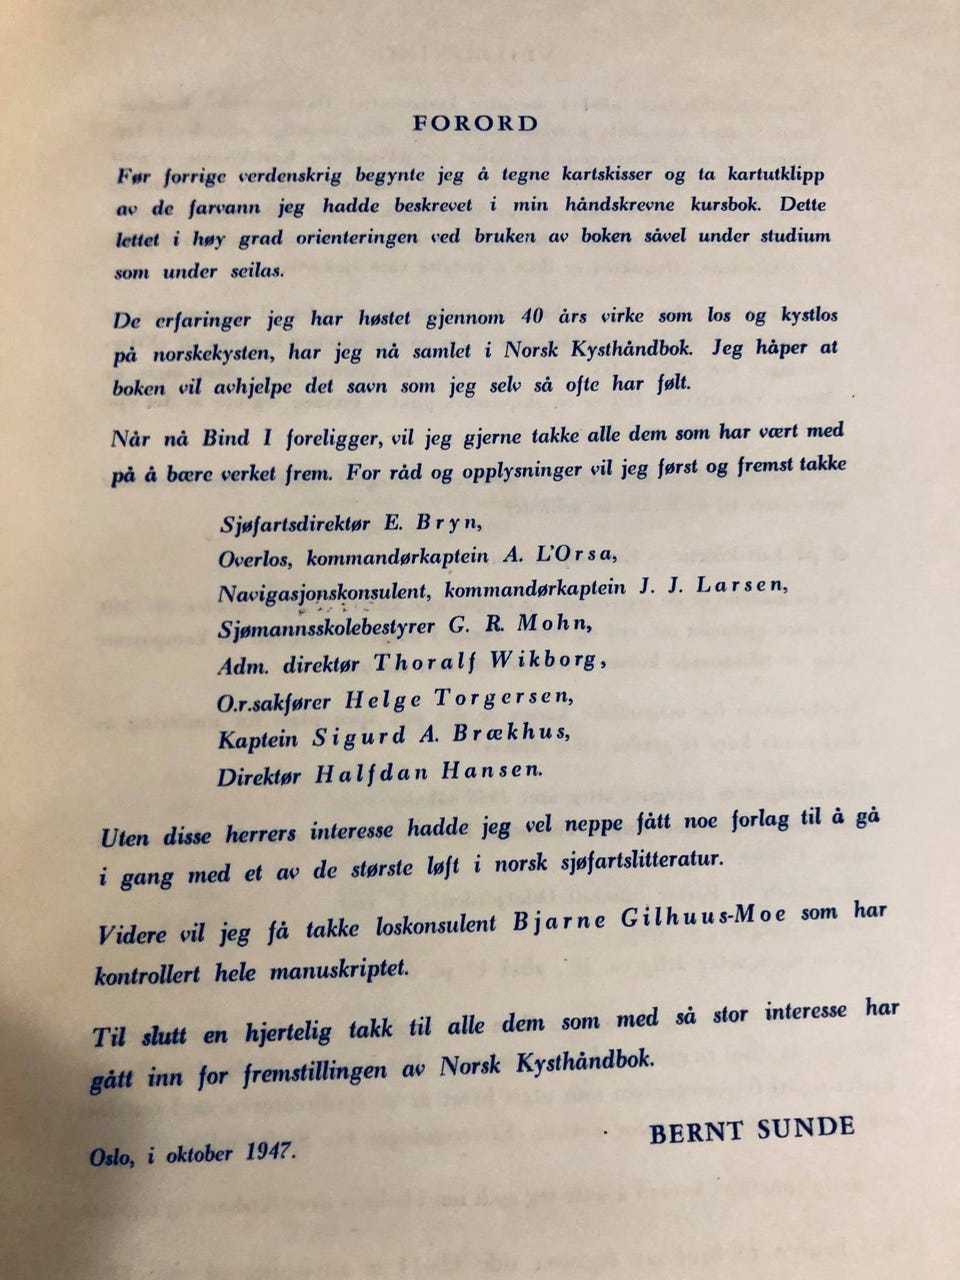 FORORD
Før forrige verdenskrig begynte jeg å tegne kartskisser og ta kartutklipp
av de farvann jeg hadde beskrevet i min håndskrevne kursbok. Dette
lettet i høy grad orienteringen ved bruken av boken såvel under studium
som under seilas.
De erfaringer jeg har høstet gjennom 40 års virke som los og kystlos
på norskekysten, har jeg nå samlet i Norsk Kysthåndbok. Jeg håper at
boken vil avhjelpe det savn som jeg selv så ofte har følt.
Når nå Bind I foreligger, vil jeg gjerne takke alle dem som har vært med
på å bære verket frem. For råd og opplysninger vil jeg først og fremst takke
Sjøfartsdirektør E. Bryn,
Overlos, kommandørkaptein A. L'Orsa,
Navigasjonskonsulent, kommandørkaptein J. J. Larsen,
Sjømannsskolebestyrer G. R. Mohn,
Adm. direktør Thoralf Wikborg,
O.r.sakfører Helge Torgersen,
Kaptein Sigurd A. Brækhus,
Direktør Halfdan Hansen.
Uten disse herrers interesse hadde jeg vel neppe fått noe forlag til å gå
i gang med et av de største løft i norsk sjøfartslitteratur.
Videre vil jeg få takke loskonsulent Bjarne Gilhuus-Moe som har
kontrollert hele manuskriptet.
Til slutt en hjertelig takk til alle dem som med så stor interesse har
gått inn for fremstillingen av Norsk Kysthåndbok.
Oslo, i oktober 1947.
BERNT SUNDE